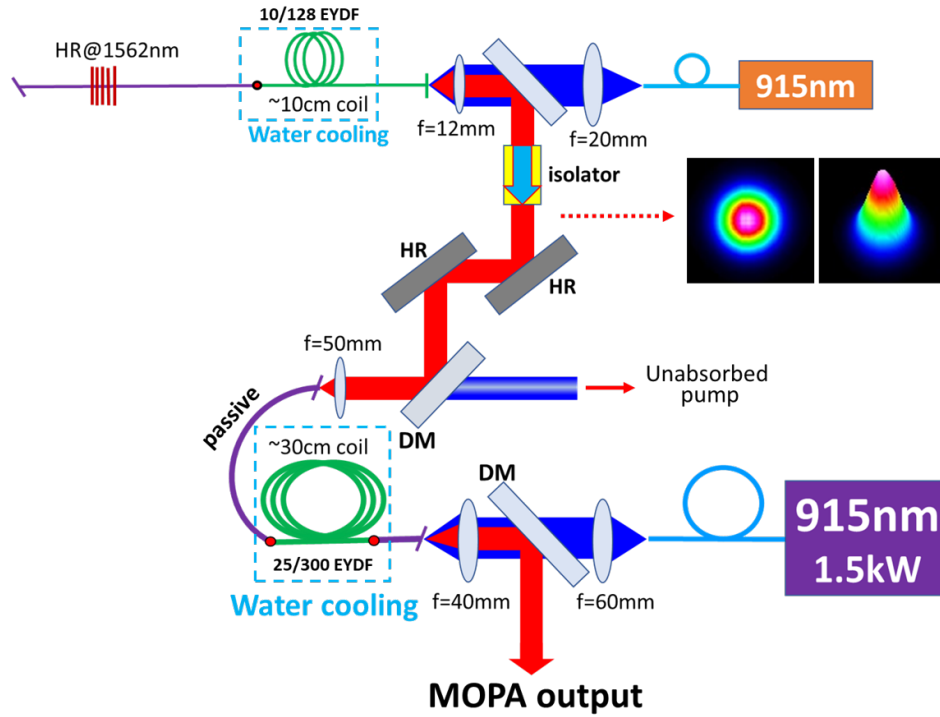 10/128 EYDF
HR@1562nm
~10cm coil
Water cooling
f=12mm
f=20mm
915nm
isolator
HR
HR
f=50mm
Unabsorbed
pump
passive
DM
~30cm coil
25/300 EYDF
Water cooling
DM
f=40mm
f=60mm
915nm
1.5kW
MOPA output